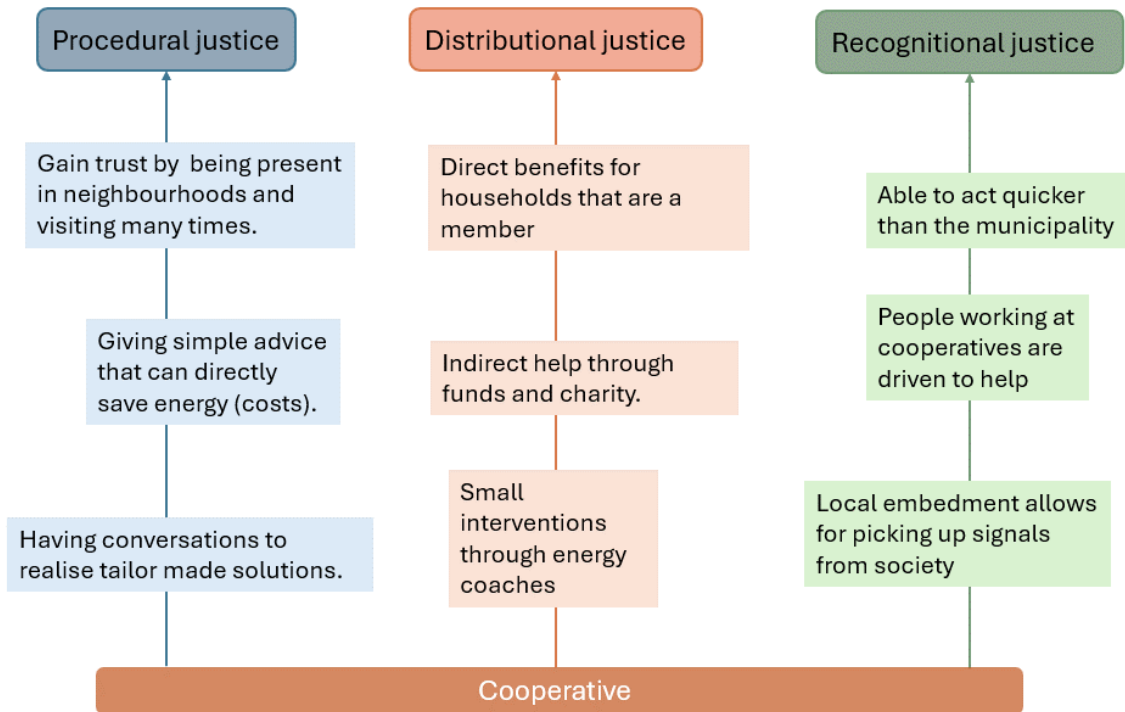 Procedural justice
Distributional justice
Recognitional justice
Gain trust by  being present
in neighbourhoods and
visiting many times.
Giving simple advice
that can directly
save energy (costs).
Having conversations to
realise tailor made solutions.
Direct benefits for
households that are a
member
Indirect help through
funds and charity.
Small
interventions
through energy
coaches
Able to act quicker
than the municipality
People working at
cooperatives are
driven to help
Local embedment allows
for picking up signals
from society
Cooperative